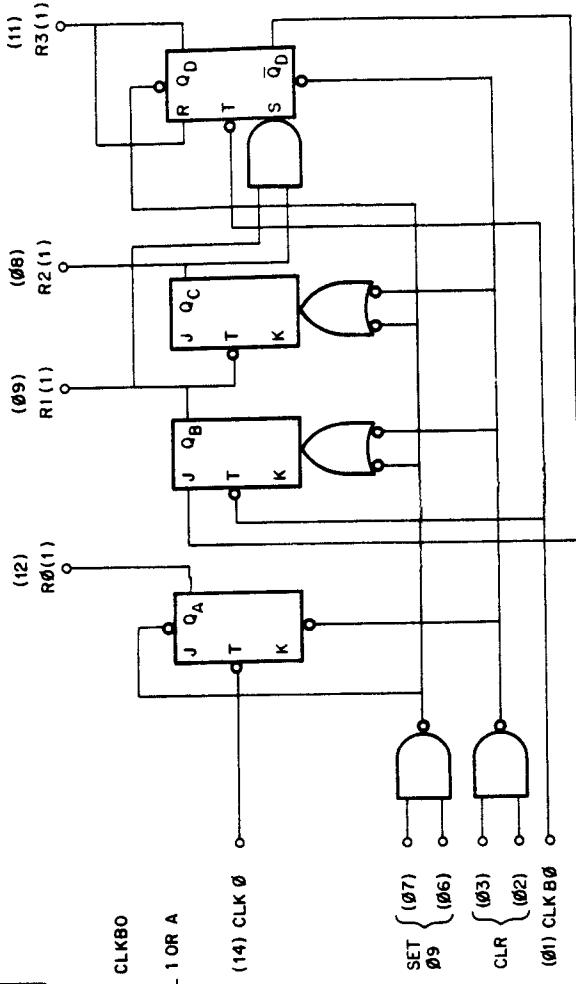 (11)
R3(1)
(Ø8)
R2(1)
(Ø9)
R1(1)
(12)
RØ(1)
Q_D
R
T
Q̅_D
S
J
Q_C
T
K
J
Q_B
T
K
J
Q_A
T
K
CLKBO
1 OR A
(14) CLK Ø
SET
Ø9
(Ø7)
(Ø6)
CLR
(Ø3)
(Ø2)
(Ø1) CLK BØ